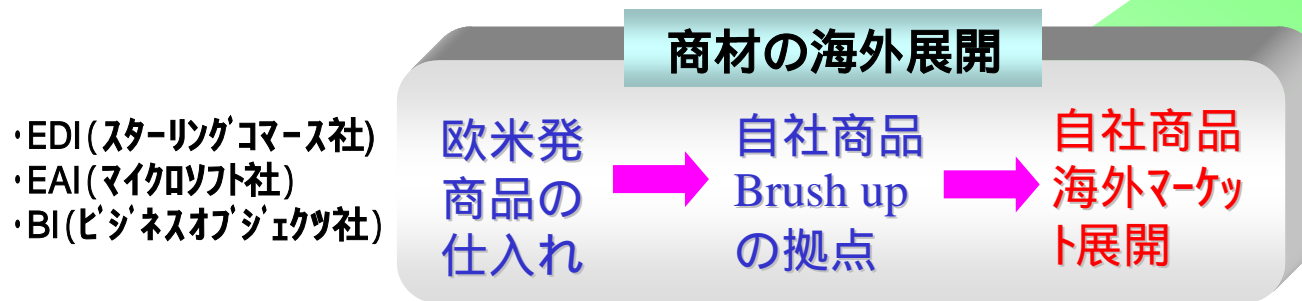 商材の海外展開
・EDI(スターリングコマース社)
・EAI(マイクロソフト社)
・BI(ビジネスオブジェクツ社)
欧米発
商品の
仕入れ
自社商品
Brush up
の拠点
自社商品
海外マーケッ
ト展開